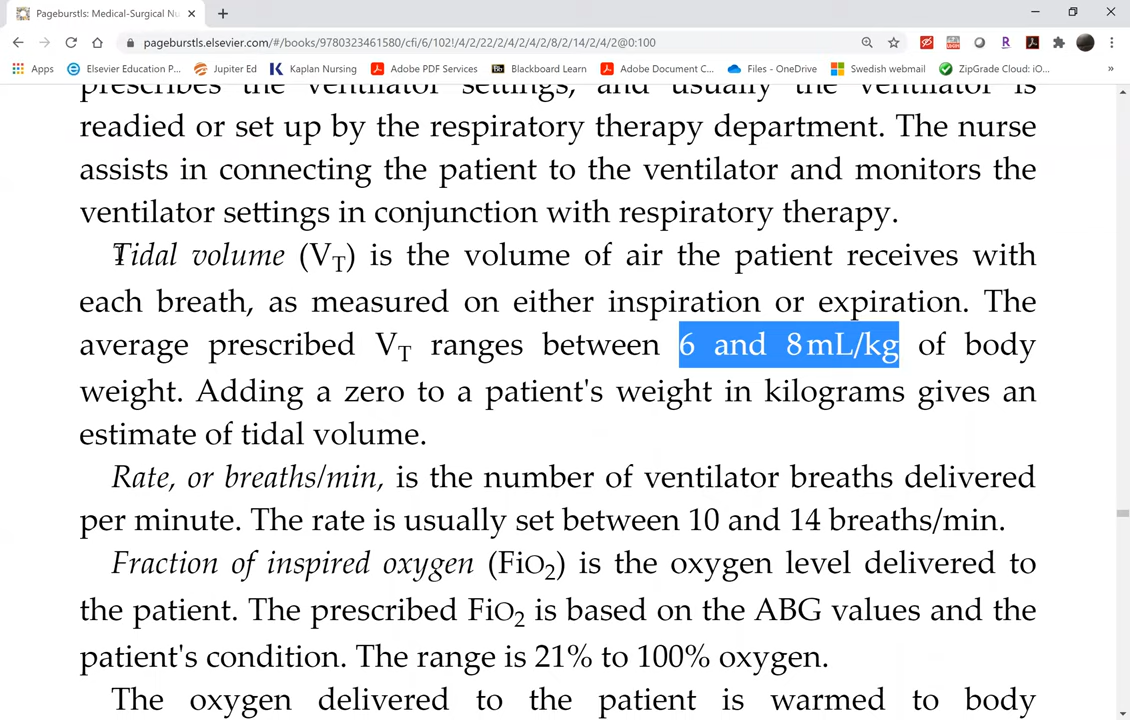 Pageburstls: Medical-Surgical Nu
pageburstls.elsevier.com/#/books/9780323461580/cfi/6/102!/4/2/22/2/4/2/4/2/8/2/14/2/4/2@0:100
Apps Elsevier Education P... Jupiter Ed Kaplan Nursing Adobe PDF Services Blackboard Learn Adobe Document C... Files - OneDrive Swedish webmail ZipGrade Cloud: iO... »
prescribes the ventilator settings, and usually the ventilator is
readied or set up by the respiratory therapy department. The nurse
assists in connecting the patient to the ventilator and monitors the
ventilator settings in conjunction with respiratory therapy.
Tidal volume (VT) is the volume of air the patient receives with
each breath, as measured on either inspiration or expiration. The
average prescribed VT ranges between 6 and 8 mL/kg of body
weight. Adding a zero to a patient's weight in kilograms gives an
estimate of tidal volume.
Rate, or breaths/min, is the number of ventilator breaths delivered
per minute. The rate is usually set between 10 and 14 breaths/min.
Fraction of inspired oxygen (FiO2) is the oxygen level delivered to
the patient. The prescribed FiO2 is based on the ABG values and the
patient's condition. The range is 21% to 100% oxygen.
The oxygen delivered to the patient is warmed to body